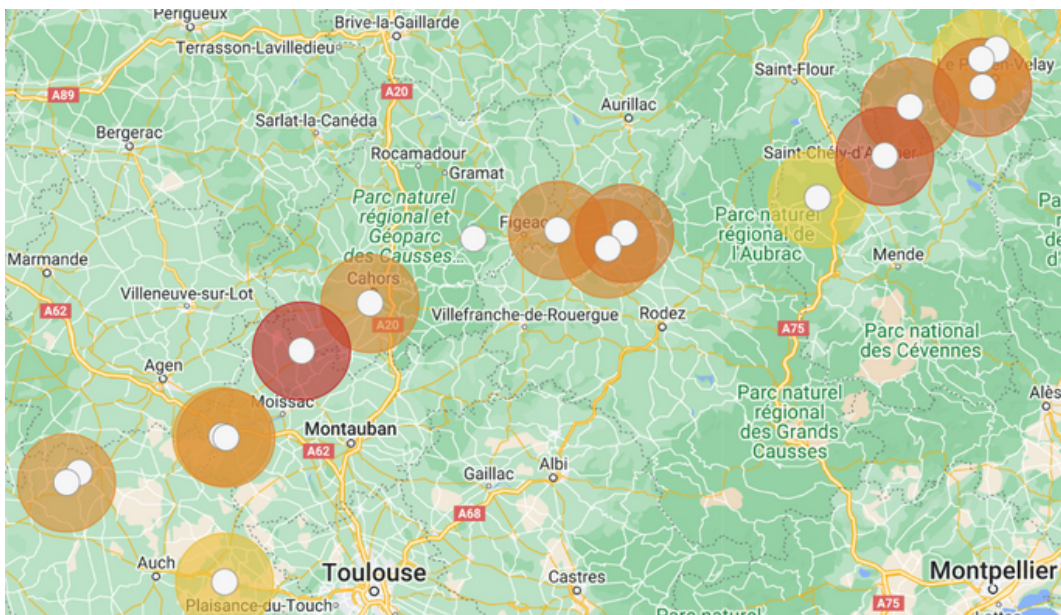 Périgueux
Brive-la-Gaillarde
Terrasson-Lavilledieu
A89
A20
Saint-Flour
Aurillac
Sarlat-la-Canéda
Bergerac
Rocamadour
Gramat
Parc naturel
régional et
Géoparc
des Causses...
Figeac
Parc naturel
régional de
l'Aubrac
Mende
Marmande
Cahors
Villeneuve-sur-Lot
A62
A20
Villefranche-de-Rouergue
Rodez
A75
Parc national
des Cévennes
Agen
Moissac
Parc naturel
régional
des Grands
Causses
Alès
Montauban
A62
Gaillac
Albi
A68
Auch
Toulouse
Castres
Montpellier
Plaisance-du-Touch
A75